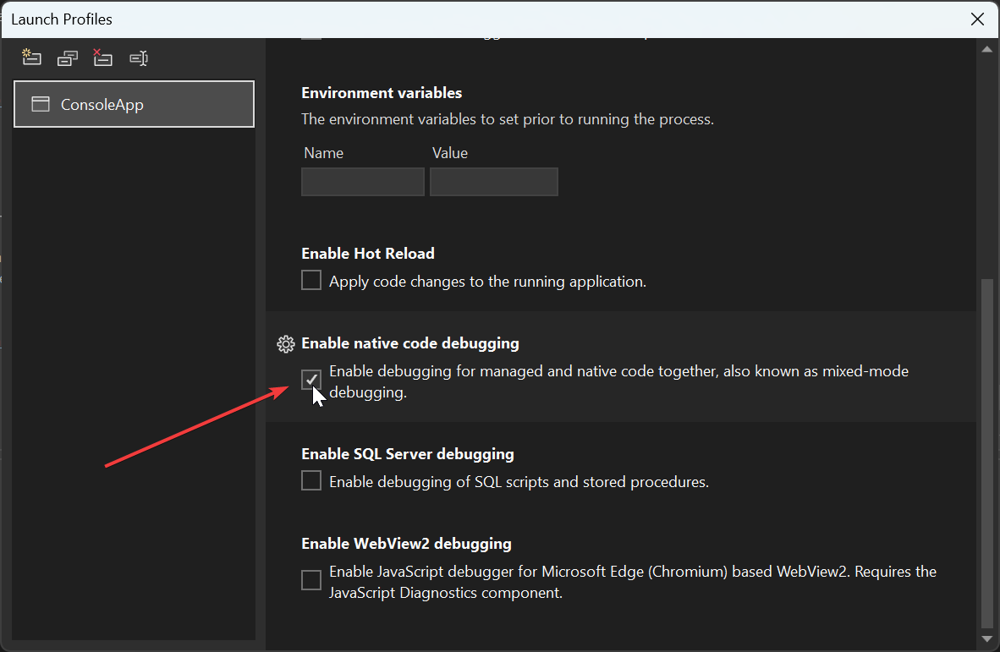 Launch Profiles
ConsoleApp
Environment variables
The environment variables to set prior to running the process.
Name Value
Enable Hot Reload
Apply code changes to the running application.
Enable native code debugging
Enable debugging for managed and native code together, also known as mixed-mode
debugging.
Enable SQL Server debugging
Enable debugging of SQL scripts and stored procedures.
Enable WebView2 debugging
Enable JavaScript debugger for Microsoft Edge (Chromium) based WebView2. Requires the
JavaScript Diagnostics component.